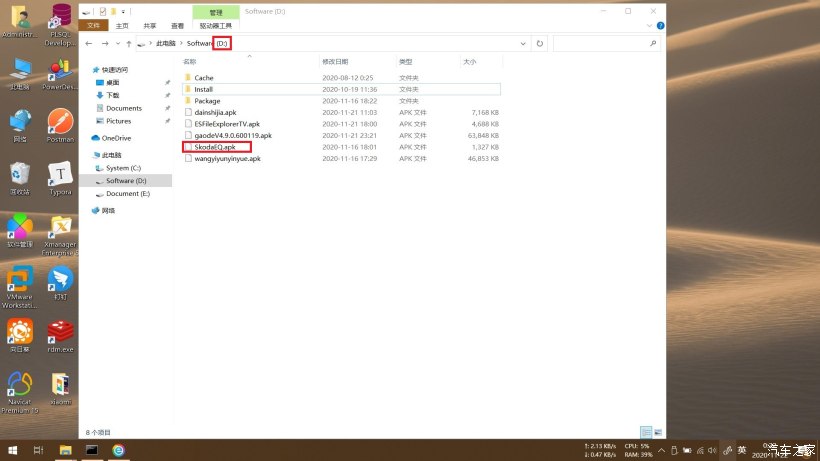 Administr...
PLSQL Develop...
此电脑
PowerDes...
网络
Postman
回收站
Typora
软件管理
Xmanager Enterprise 5
VMware Workstati...
钉钉
向日葵
rdm.exe
Navicat Premium 15
xiaomi
管理
Software (D:)
文件
主页
共享
查看
驱动器工具
此电脑
Software (D:)
名称
修改日期
类型
大小
快速访问
桌面
下载
Documents
Pictures
OneDrive
此电脑
System (C:)
Software (D:)
Document (E:)
网络
Cache 2020-08-12 0:25 文件夹
Install 2020-10-19 11:36 文件夹
Package 2020-11-16 18:22 文件夹
dainshijia.apk 2020-11-21 11:03 APK 文件 7,168 KB
ESFileExplorerTV.apk 2020-11-21 18:00 APK 文件 4,688 KB
gaodeV4.9.0.600119.apk 2020-11-21 23:21 APK 文件 63,848 KB
SkodaEQ.apk 2020-11-16 18:01 APK 文件 1,327 KB
wangyiyunyinyue.apk 2020-11-16 17:29 APK 文件 46,853 KB
8 个项目
↑: 2.13 KB/s CPU: 5%
↓: 0.47 KB/s RAM: 39%
英
汽车之家